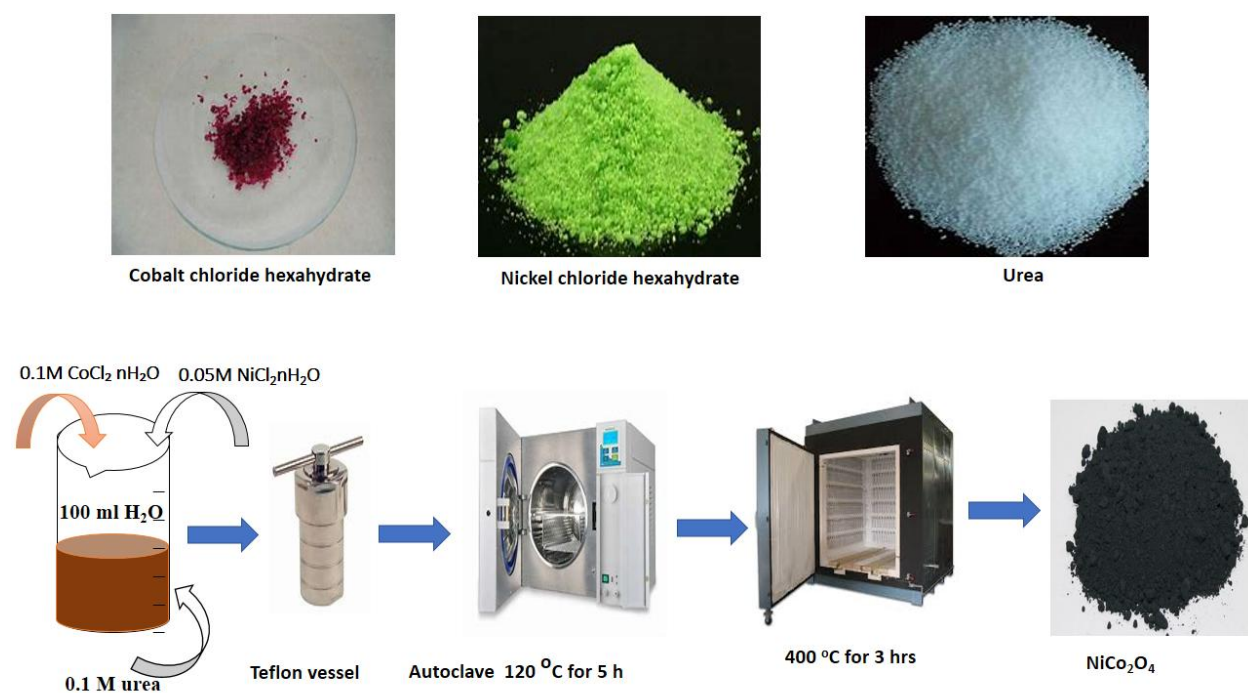 Cobalt chloride hexahydrate
Nickel chloride hexahydrate
Urea
0.1M CoCl₂ nH₂O
0.05M NiCl₂nH₂O
100 ml H₂O
0.1 M urea
Teflon vessel
Autoclave 120 ⁰C for 5 h
400 ᵒC for 3 hrs
NiCo₂O₄